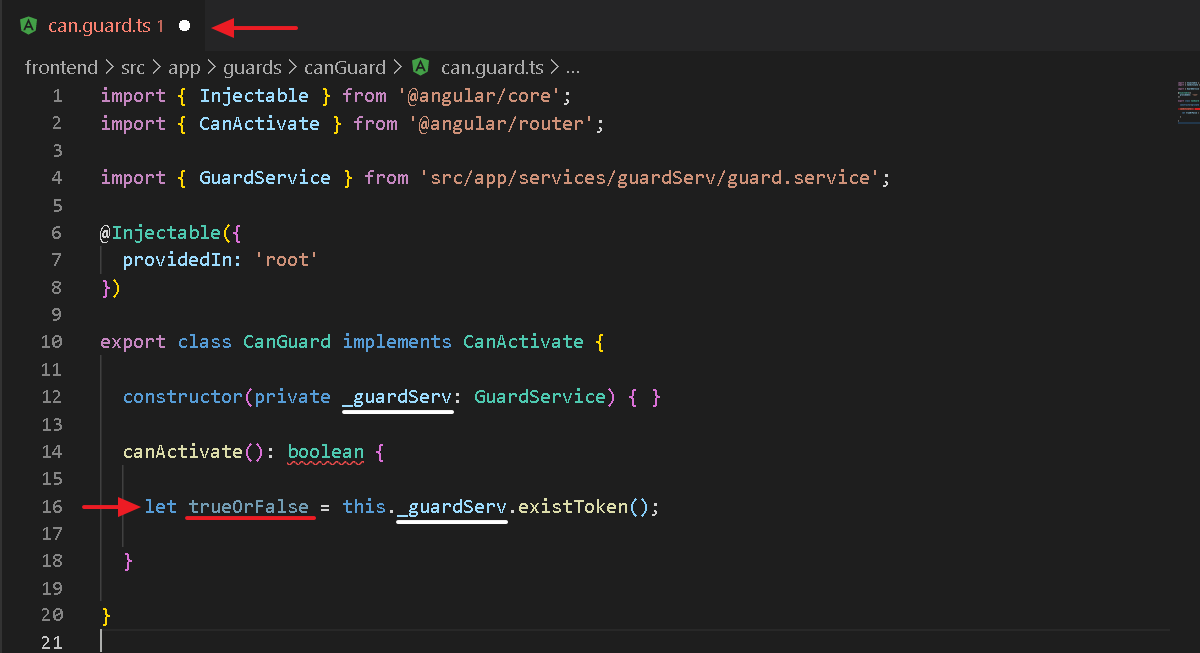 can.guard.ts 1
frontend > src > app > guards > canGuard > can.guard.ts > ...
1 import { Injectable } from '@angular/core';
2 import { CanActivate } from '@angular/router';
3
4 import { GuardService } from 'src/app/services/guardServ/guard.service';
5
6 @Injectable({
7 providedIn: 'root'
8 })
9
10 export class CanGuard implements CanActivate {
11
12 constructor(private _guardServ: GuardService) { }
13
14 canActivate(): boolean {
15
16 let trueOrFalse = this._guardServ.existToken();
17
18 }
19
20 }
21